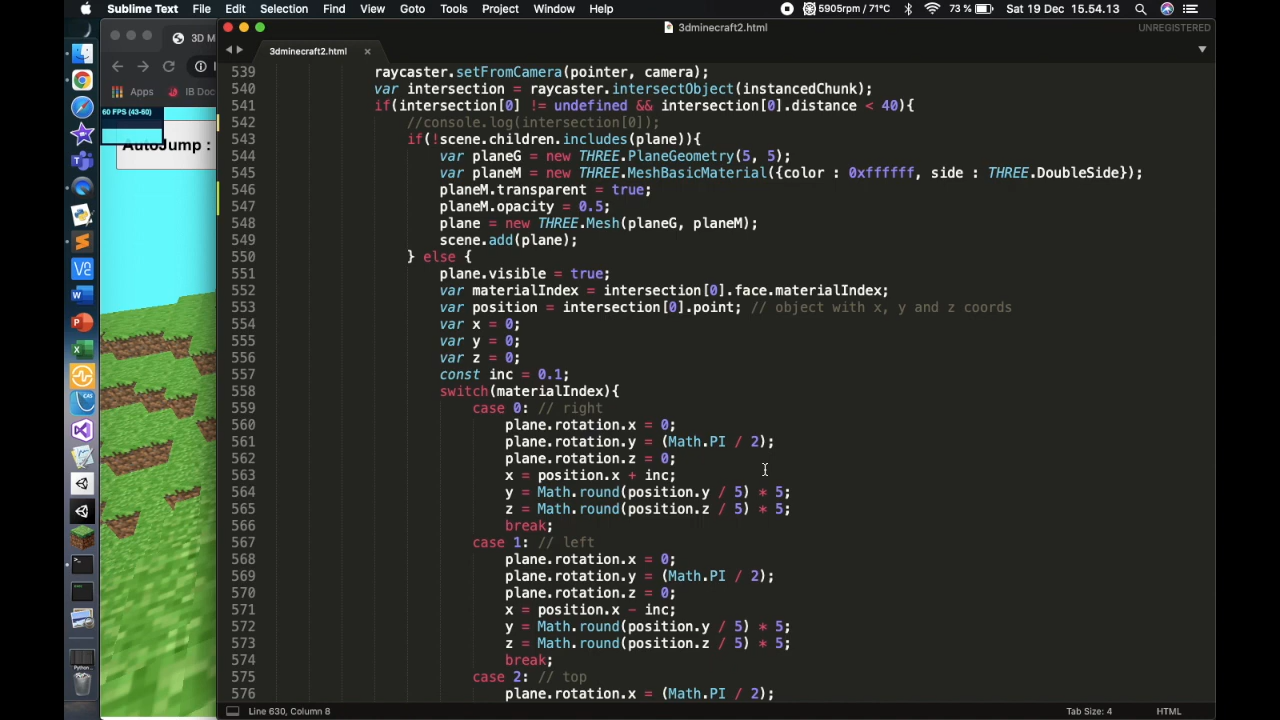 Sublime Text File Edit Selection Find View Goto Tools Project Window Help 5905rpm / 71°C 73% Sat 19 Dec 15.54.13
3dminecraft2.html UNREGISTERED
3D M
3dminecraft2.html ×
Apps IB Doc
60 FPS (43-60)
AutoJump :
539 raycaster.setFromCamera(pointer, camera);
540 var intersection = raycaster.intersectObject(instancedChunk);
541 if(intersection[0] != undefined && intersection[0].distance < 40){
542 //console.log(intersection[0]);
543 if(!scene.children.includes(plane)){
544 var planeG = new THREE.PlaneGeometry(5, 5);
545 var planeM = new THREE.MeshBasicMaterial({color : 0xffffff, side : THREE.DoubleSide});
546 planeM.transparent = true;
547 planeM.opacity = 0.5;
548 plane = new THREE.Mesh(planeG, planeM);
549 scene.add(plane);
550 } else {
551 plane.visible = true;
552 var materialIndex = intersection[0].face.materialIndex;
553 var position = intersection[0].point; // object with x, y and z coords
554 var x = 0;
555 var y = 0;
556 var z = 0;
557 const inc = 0.1;
558 switch(materialIndex){
559 case 0: // right
560 plane.rotation.x = 0;
561 plane.rotation.y = (Math.PI / 2);
562 plane.rotation.z = 0;
563 x = position.x + inc;
564 y = Math.round(position.y / 5) * 5;
565 z = Math.round(position.z / 5) * 5;
566 break;
567 case 1: // left
568 plane.rotation.x = 0;
569 plane.rotation.y = (Math.PI / 2);
570 plane.rotation.z = 0;
571 x = position.x - inc;
572 y = Math.round(position.y / 5) * 5;
573 z = Math.round(position.z / 5) * 5;
574 break;
575 case 2: // top
576 plane.rotation.x = (Math.PI / 2);
Line 630, Column 8 Tab Size: 4 HTML